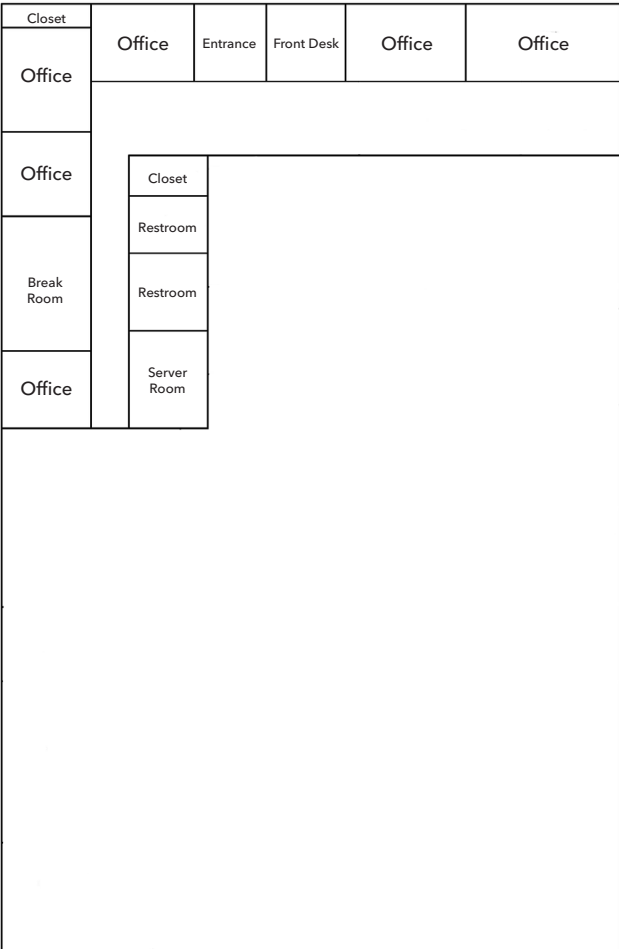 Closet
Office
Entrance
Front Desk
Office
Office
Office
Office
Closet
Restroom
Break
Room
Restroom
Office
Server
Room